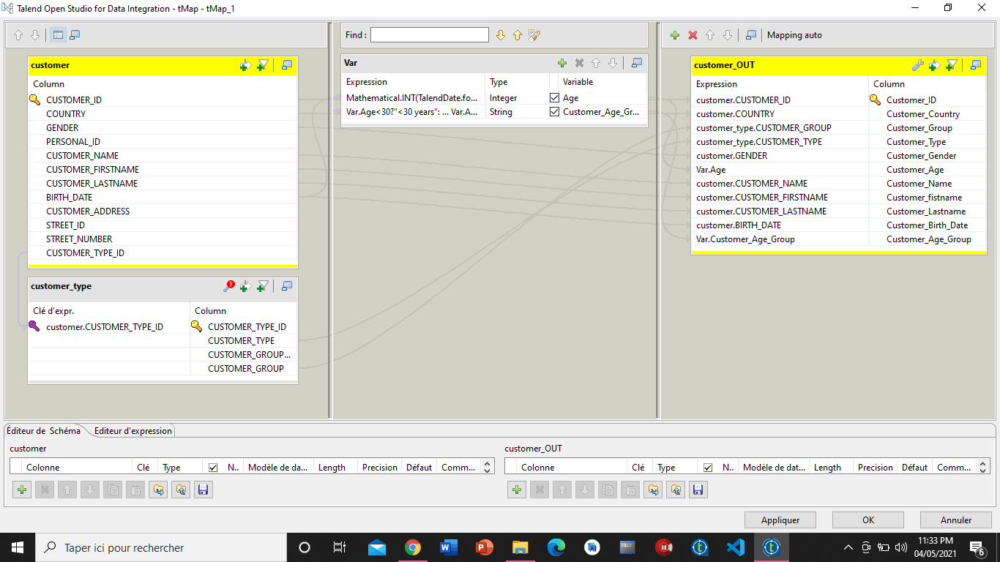 Talend Open Studio for Data Integration - tMap - tMap_1
Find :
Mapping auto
customer
Column
CUSTOMER_ID
COUNTRY
GENDER
PERSONAL_ID
CUSTOMER_NAME
CUSTOMER_FIRSTNAME
CUSTOMER_LASTNAME
BIRTH_DATE
CUSTOMER_ADDRESS
STREET_ID
STREET_NUMBER
CUSTOMER_TYPE_ID
customer_type
Clé d'expr. Column
customer.CUSTOMER_TYPE_ID CUSTOMER_TYPE_ID
CUSTOMER_TYPE
CUSTOMER_GROUP...
CUSTOMER_GROUP
Var
Expression Type Variable
Mathematical.INT(TalendDate.fo... Integer Age
Var.Age<30?"<30 years": ... Var.A... String Customer_Age_Gr...
customer_OUT
Expression Column
customer.CUSTOMER_ID Customer_ID
customer.COUNTRY Customer_Country
customer_type.CUSTOMER_GROUP Customer_Group
customer_type.CUSTOMER_TYPE Customer_Type
customer.GENDER Customer_Gender
Var.Age Customer_Age
customer.CUSTOMER_NAME Customer_Name
customer.CUSTOMER_FIRSTNAME Customer_fistname
customer.CUSTOMER_LASTNAME Customer_Lastname
customer.BIRTH_DATE Customer_Birth_Date
Var.Customer_Age_Group Customer_Age_Group
Éditeur de Schéma Editeur d'expression
customer
Colonne Clé Type N.. Modèle de da... Length Precision Défaut Comm...
customer_OUT
Colonne Clé Type N.. Modèle de dat... Length Precision Défaut Comm...
Appliquer OK Annuler
Taper ici pour rechercher
11:33 PM
04/05/2021
6